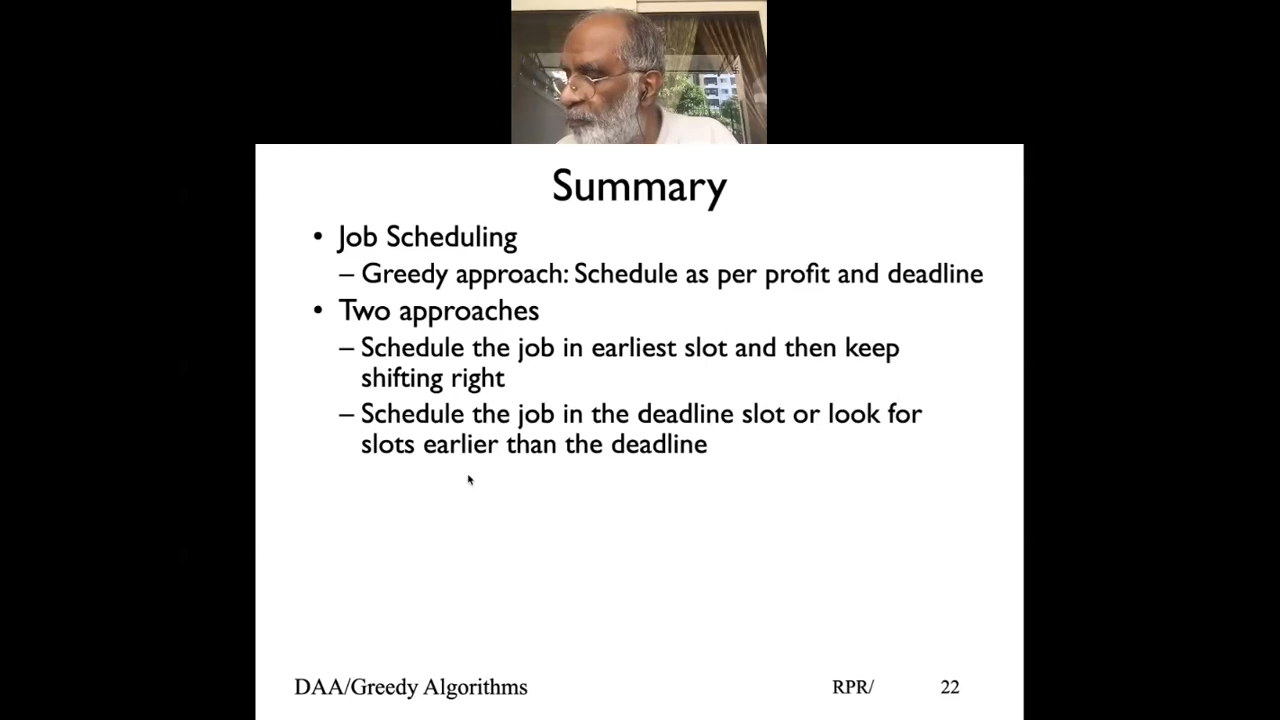 Summary
• Job Scheduling
– Greedy approach: Schedule as per profit and deadline
• Two approaches
– Schedule the job in earliest slot and then keep
shifting right
– Schedule the job in the deadline slot or look for
slots earlier than the deadline
DAA/Greedy Algorithms RPR/ 22